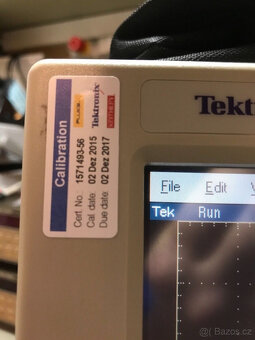 Calibration
Cert. No.: 1571493-56
Cal date: 02 Dez 2015
Due date: 02 Dez 2017
FLUKE
Tektronix
Tektr
File Edit V
Tek Run
Bazos.cz